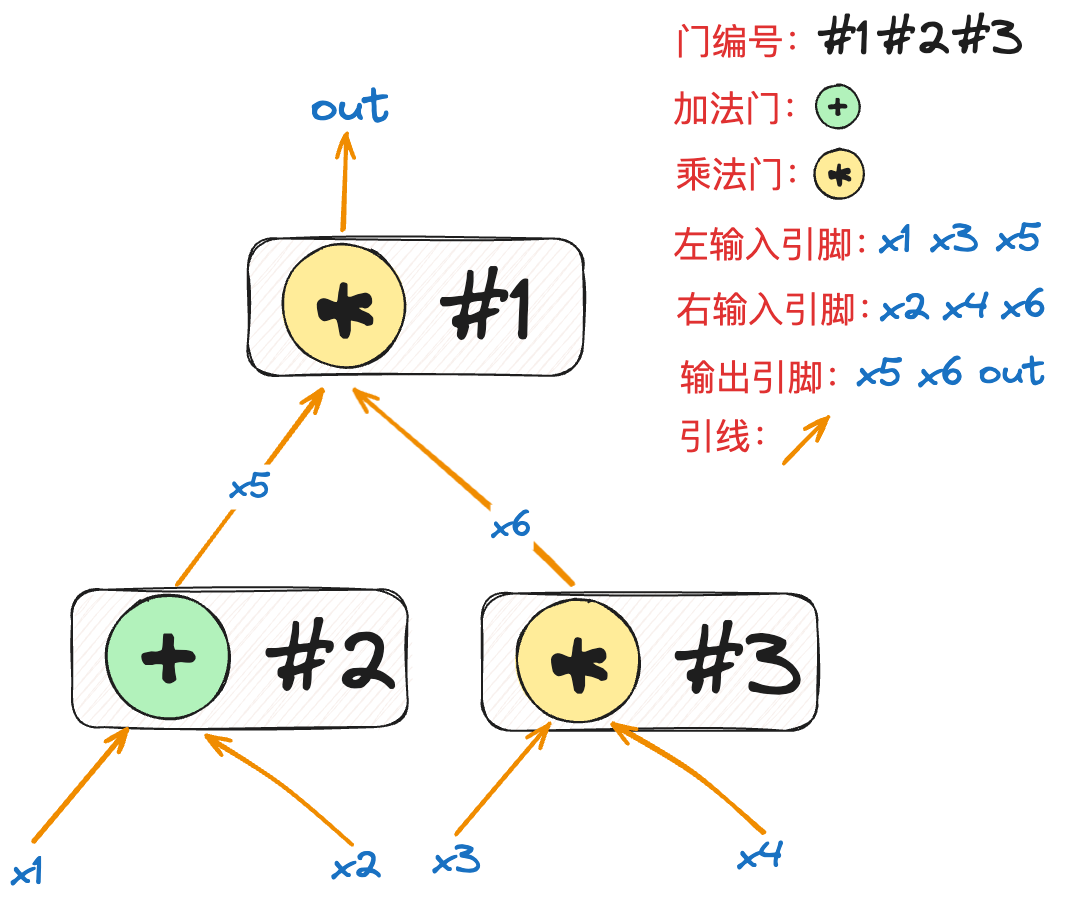 门编号: #1 #2 #3
加法门: +
乘法门: *
左输入引脚: x1 x3 x5
右输入引脚: x2 x4 x6
输出引脚: x5 x6 out
引线:
out
* #1
x5
x6
+ #2
* #3
x1
x2
x3
x4